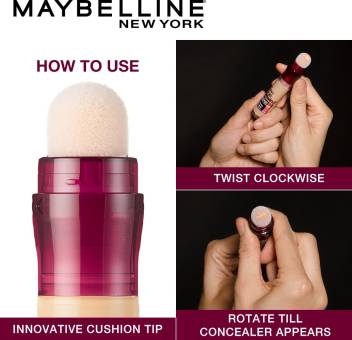 MAYBELLINE
NEW YORK
HOW TO USE
INNOVATIVE CUSHION TIP
TWIST CLOCKWISE
ROTATE TILL
CONCEALER APPEARS